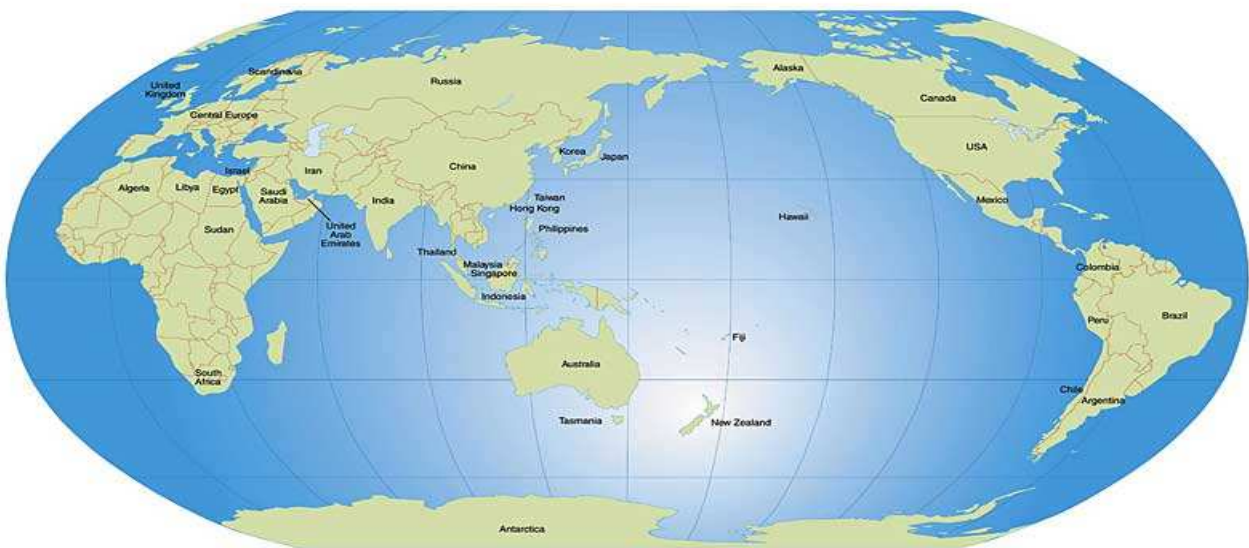 Scandinavia
United
Kingdom
Russia
Alaska
Canada
Central Europe
USA
Korea
Japan
China
Israel
Iran
Algeria
Libya
Egypt
Saudi
Arabia
India
Taiwan
Hong Kong
Mexico
Hawaii
Sudan
United
Arab
Emirates
Philippines
Thailand
Malaysia
Singapore
Colombia
Indonesia
Peru
Brazil
Fiji
Australia
South
Africa
Chile
Argentina
Tasmania
New Zealand
Antarctica